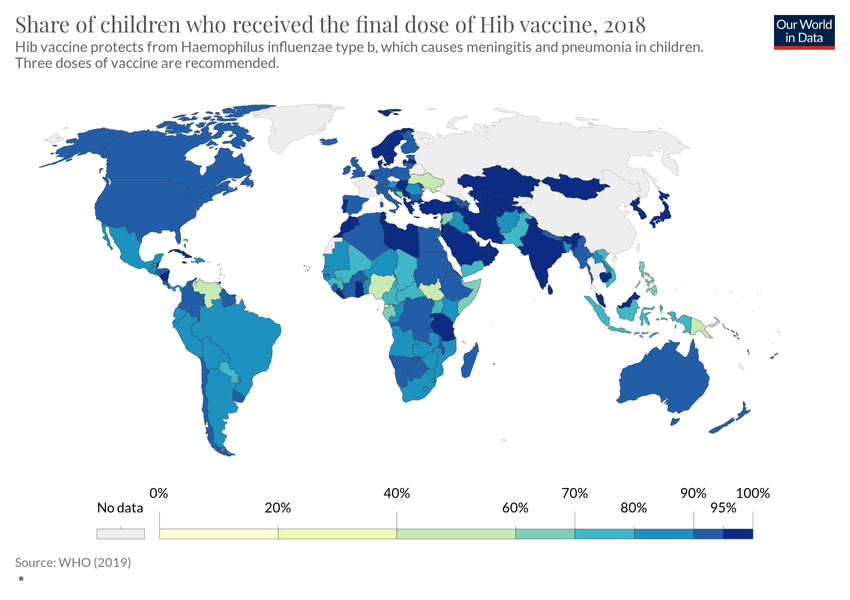 Share of children who received the final dose of Hib vaccine, 2018
Hib vaccine protects from Haemophilus influenzae type b, which causes meningitis and pneumonia in children.
Three doses of vaccine are recommended.
Our World
in Data
0% 40% 70% 90% 100%
No data 20% 60% 80% 95%
Source: WHO (2019)